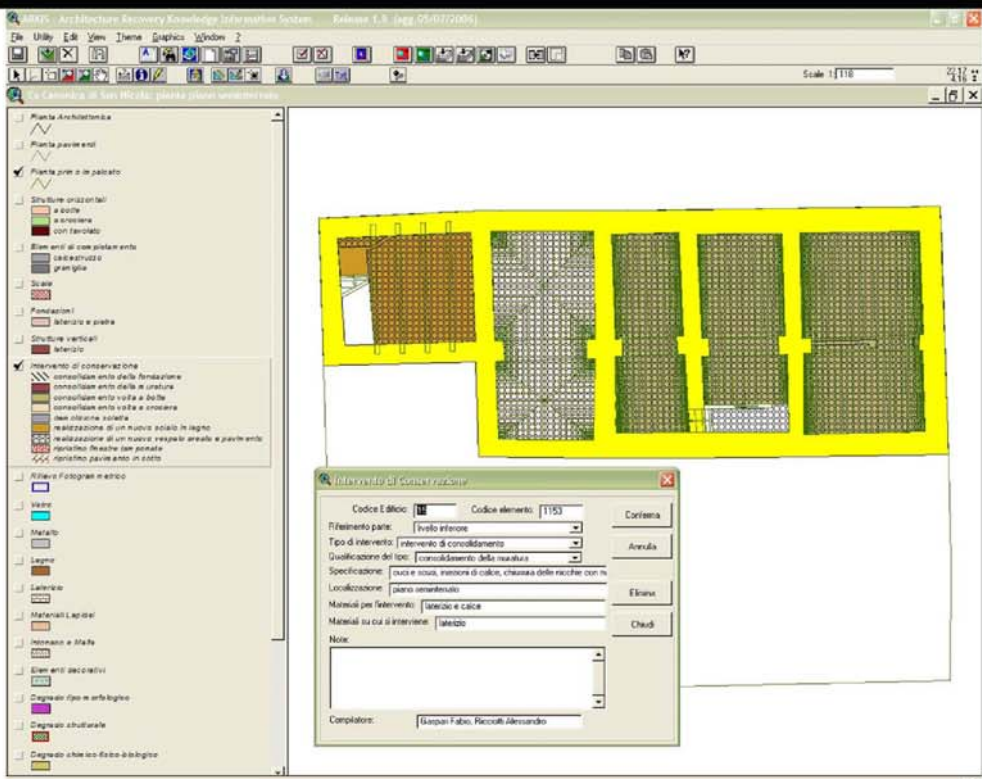 ARKIS - Architecture Recovery Knowledge Information System Release 1.8 (agg.05/07/2004)
File Utility Edit View Theme Graphics Window ?
Scale 1: 118
Ca Canonica di San Nicola: pianta piano seminterrato
Pianta Architettonica
Pianta pavimenti
Pianta primo impalcato
Strutture orizzontali
a botte
a crociera
con tavolato
Elementi di completamento
calcestruzzo
graniglia
Scale
Fondazioni
laterizio e pietra
Strutture verticali
laterizio
Intervento di conservazione
consolidamento della fondazione
consolidamento della muratura
consolidamento volta a botte
consolidamento volta a crociera
realizzazione di un nuovo solaio in legno
realizzazione di un nuovo vespaio areato e pavimento
ripristino finestre tamponate
ripristino pavimento in cotto
Rilievo Fotogrammetrico
Vetro
Metallo
Legno
Laterizio
Materiali Lapidei
Intonaco e Malta
Elementi decorativi
Degrado tipo-morfologico
Degrado strutturale
Degrado chimico-fisico-biologico
Intervento di Conservazione
Codice Edificio: Codice elemento: 1153
Conferma
Riferimento parte: livello inferiore
Tipo di intervento: intervento di consolidamento
Annulla
Qualificazione del tipo: consolidamento della muratura
Specificazione: cuci e scuci, iniezioni di calce, chiusura delle nicchie con m
Localizzazione: piano seminterrato
Elimina
Materiali per l'intervento: laterizio e calce
Materiali su cui si interviene: laterizio
Chiudi
Note:
Compilatore: Gaspari Fabio, Ricciotti Alessandro